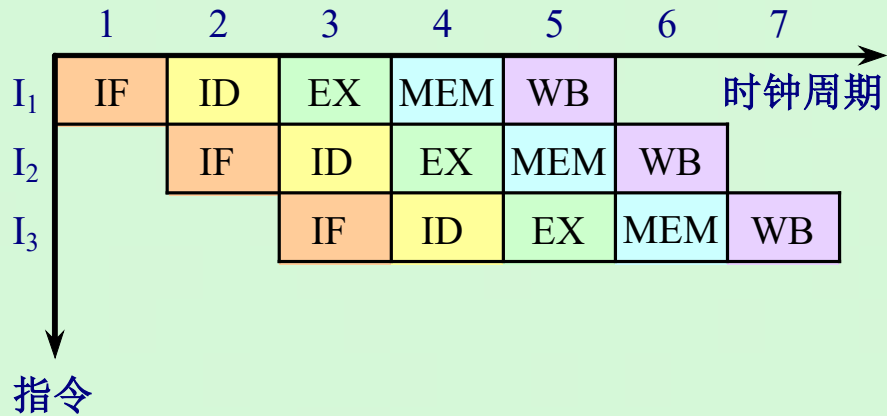 1 2 3 4 5 6 7
I₁ IF ID EX MEM WB 时钟周期
I₂ IF ID EX MEM WB
I₃ IF ID EX MEM WB
指令